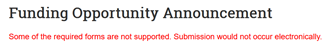 Funding Opportunity Announcement
Some of the required forms are not supported. Submission would not occur electronically.